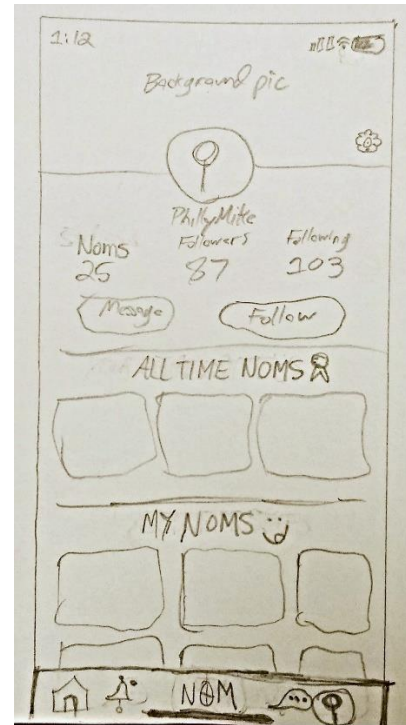 1:12
Background pic
PhillyMike
Noms Followers Following
25 87 103
Message Follow
ALL TIME NOMS
MY NOMS
NOM